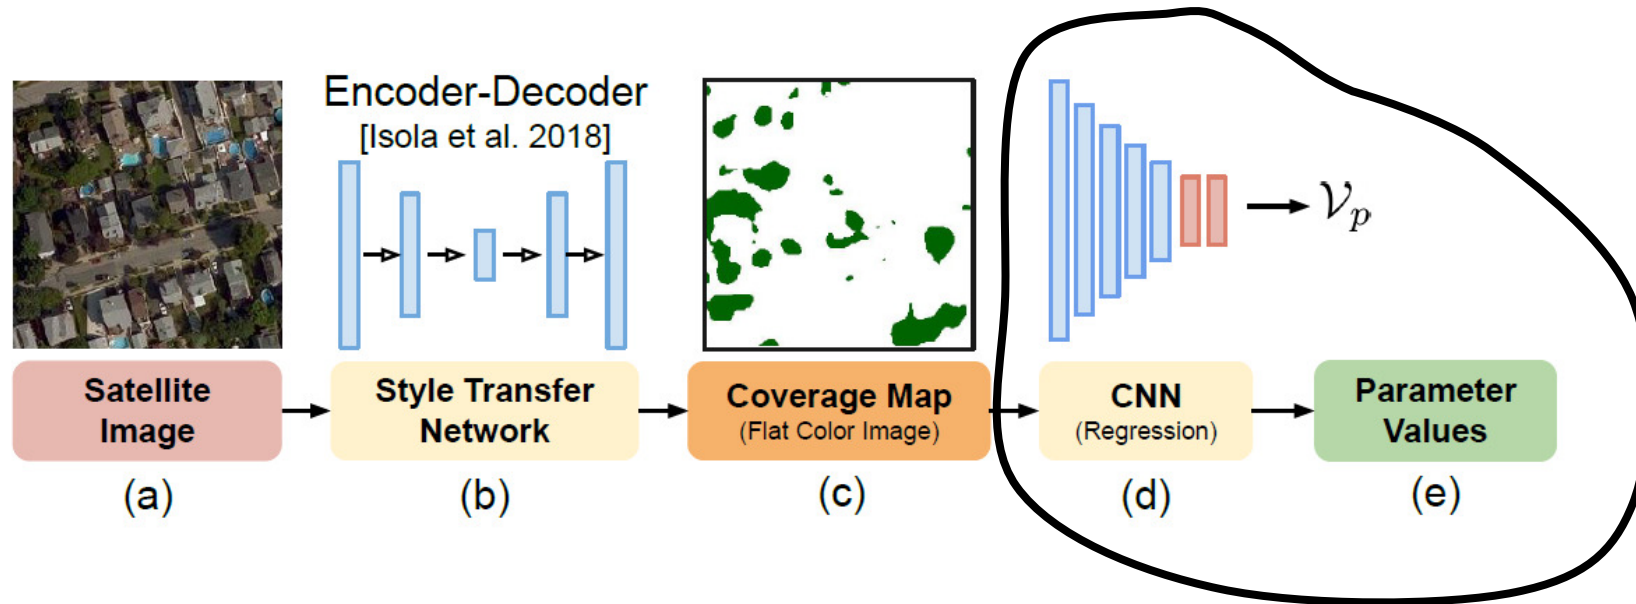 Encoder-Decoder
[Isola et al. 2018]
𝒱ₚ
Satellite
Image
Style Transfer
Network
Coverage Map
(Flat Color Image)
CNN
(Regression)
Parameter
Values
(a)
(b)
(c)
(d)
(e)